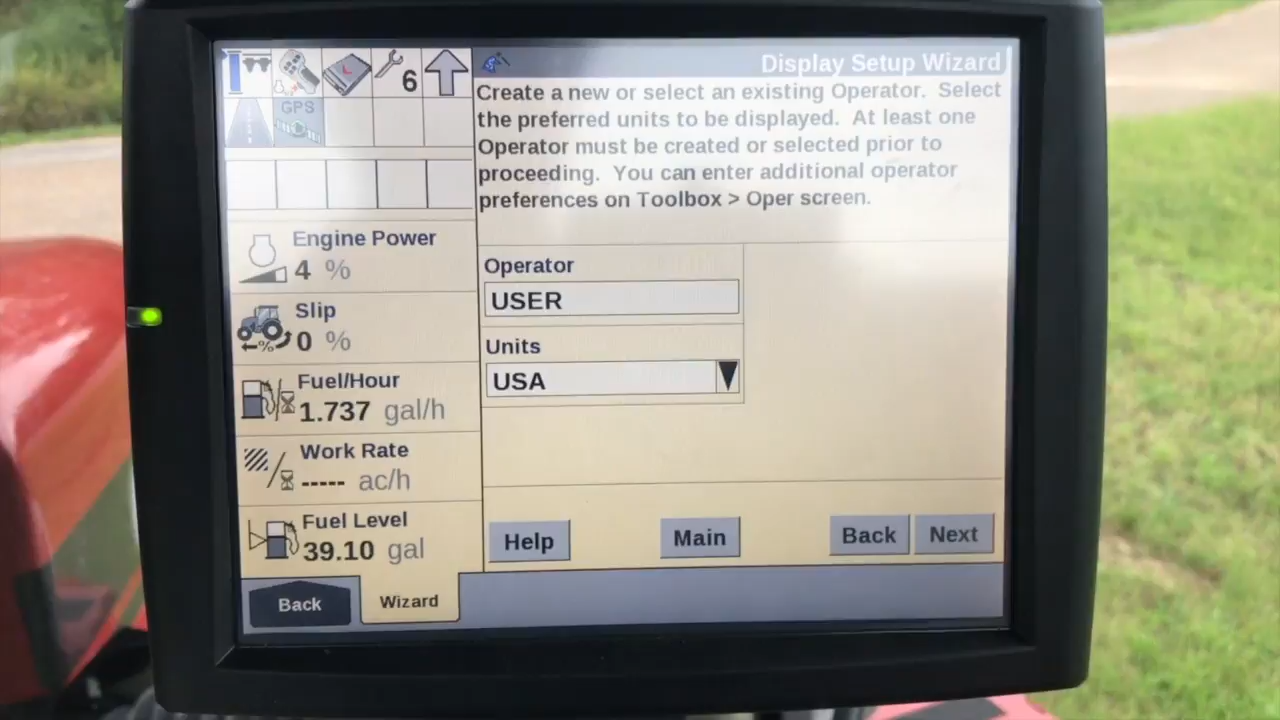 6
GPS
Display Setup Wizard
Create a new or select an existing Operator. Select
the preferred units to be displayed. At least one
Operator must be created or selected prior to
proceeding. You can enter additional operator
preferences on Toolbox > Oper screen.
Engine Power
4 %
Slip
0 %
Fuel/Hour
1.737 gal/h
Work Rate
----- ac/h
Fuel Level
39.10 gal
Operator
USER
Units
USA
Help
Main
Back
Next
Back
Wizard